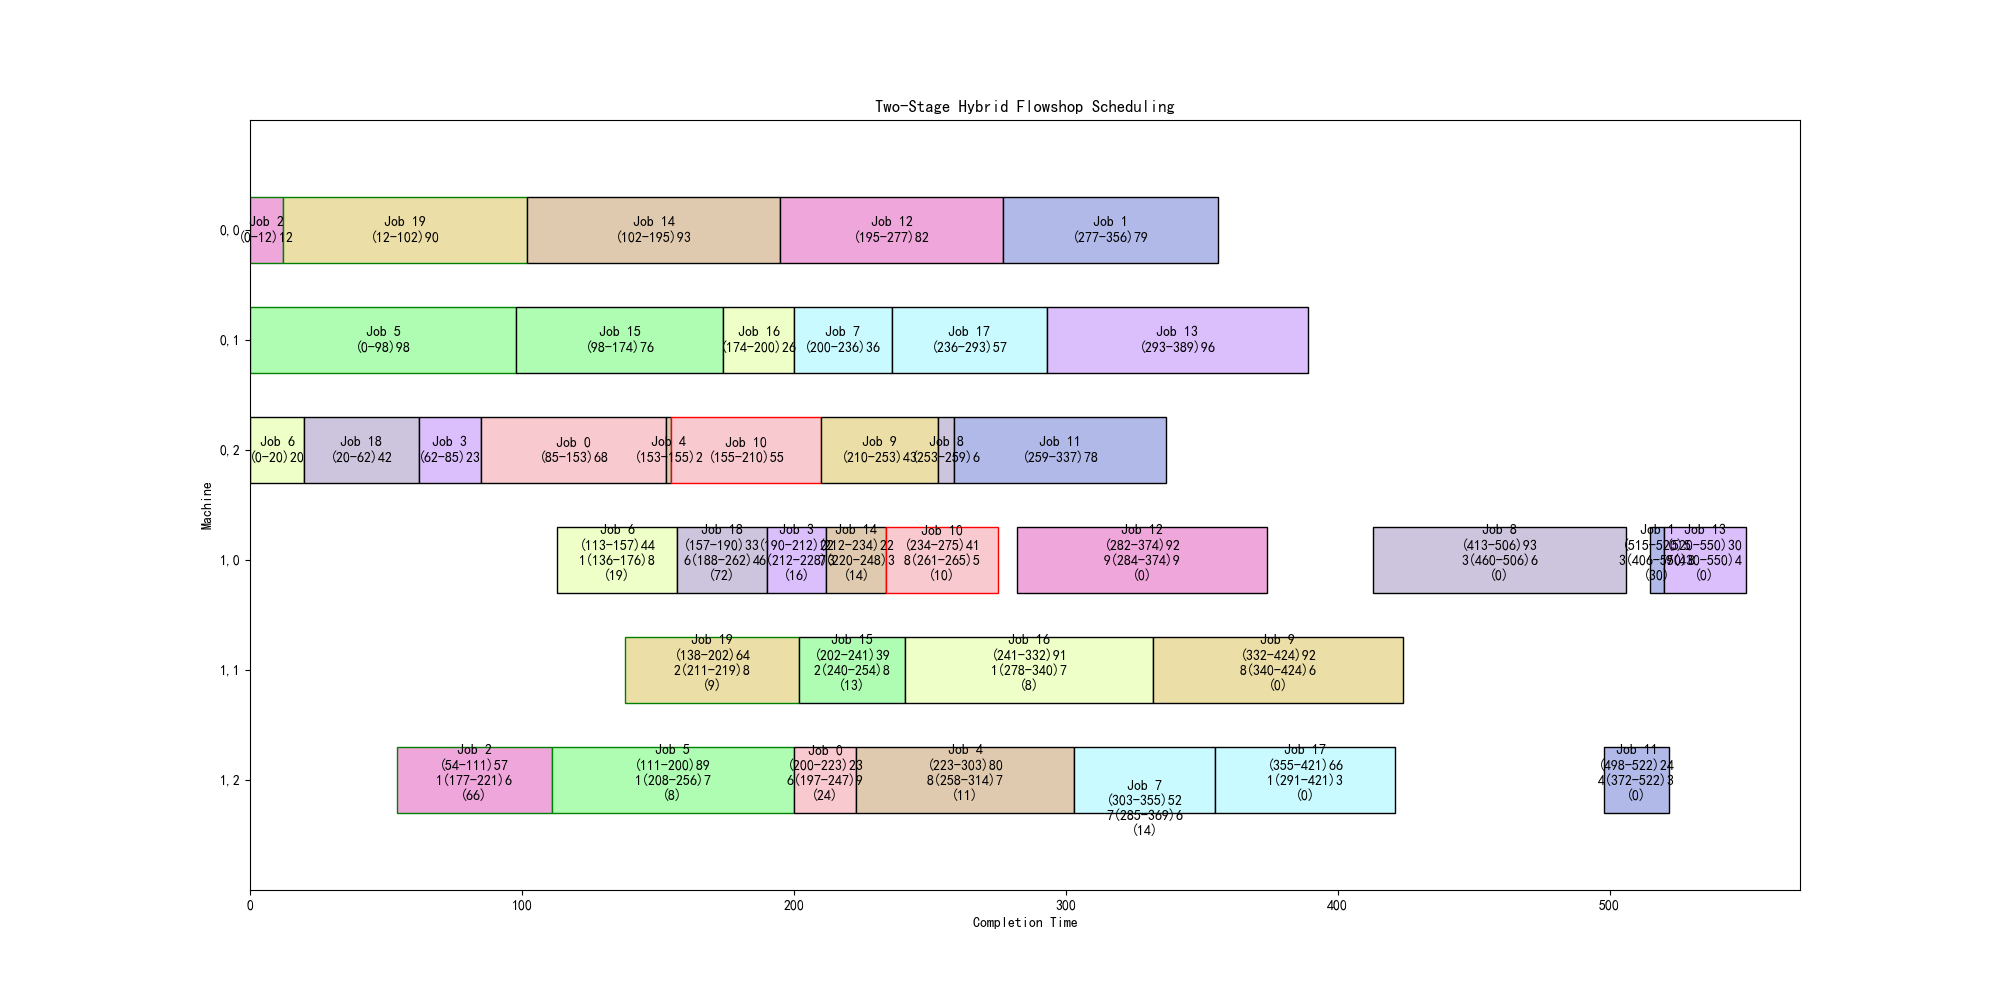 Two-Stage Hybrid Flowshop Scheduling
Machine
0,0
Job 2
(0-12)12
Job 19
(12-102)90
Job 14
(102-195)93
Job 12
(195-277)82
Job 1
(277-356)79
0,1
Job 5
(0-98)98
Job 15
(98-174)76
Job 16
(174-200)26
Job 7
(200-236)36
Job 17
(236-293)57
Job 13
(293-389)96
0,2
Job 6
(0-20)20
Job 18
(20-62)42
Job 3
(62-85)23
Job 0
(85-153)68
Job 4
(153-155)2
Job 10
(155-210)55
Job 9
(210-253)43
Job 8
(253-259)6
Job 11
(259-337)78
1,0
Job 6
(113-157)44
1(136-176)8
(19)
Job 18
(157-190)33
6(188-262)4
(72)
Job 3
(190-212)22
6(212-228)3
(16)
Job 14
(212-234)22
(220-248)3
(14)
Job 10
(234-275)41
8(261-265)5
(10)
Job 12
(282-374)92
9(284-374)9
(0)
Job 8
(413-506)93
3(460-506)6
(0)
Job 1
(515-520)5
(30)
Job 13
(520-550)30
(0)
1,1
Job 19
(138-202)64
2(211-219)8
(9)
Job 15
(202-241)39
2(240-254)8
(13)
Job 16
(241-332)91
1(278-340)7
(8)
Job 9
(332-424)92
8(340-424)6
(0)
1,2
Job 2
(54-111)57
1(177-221)6
(66)
Job 5
(111-200)89
1(208-256)7
(8)
Job 0
(200-223)23
6(197-247)9
(24)
Job 4
(223-303)80
8(258-314)7
(11)
Job 7
(303-355)52
7(285-369)6
(14)
Job 17
(355-421)66
1(291-421)3
(0)
Job 11
(498-522)24
4(372-522)3
(0)
0
100
200
300
400
500
Completion Time